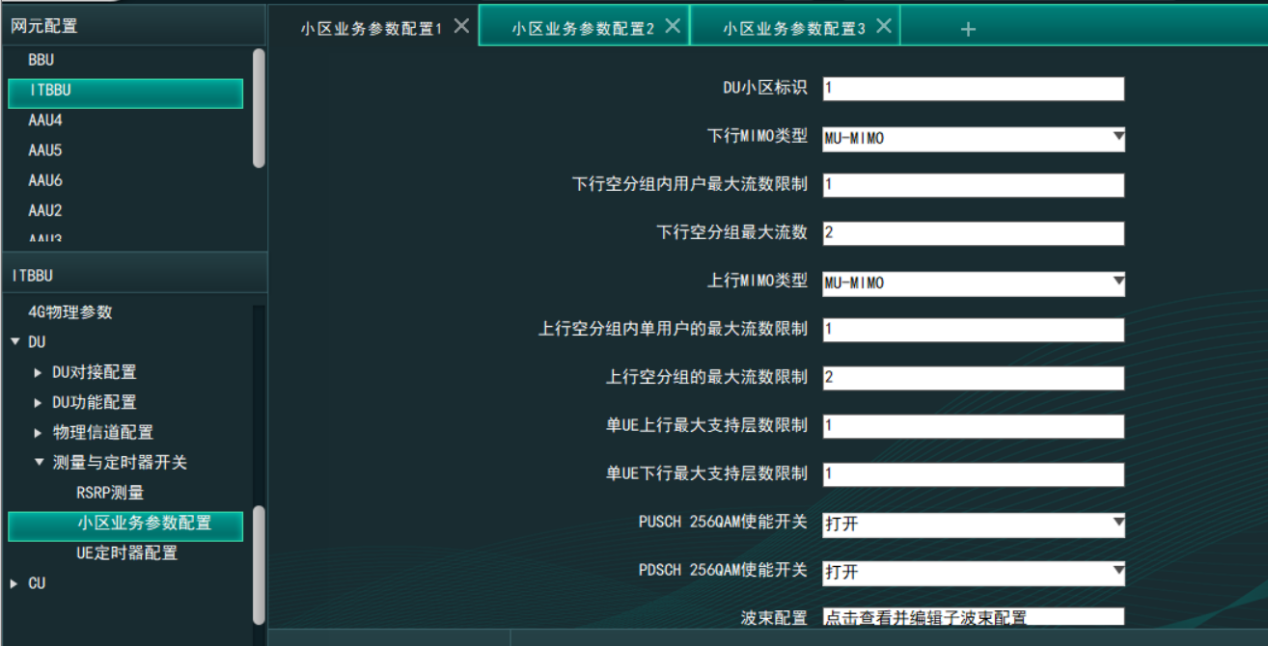 网元配置
BBU
ITBBU
AAU4
AAU5
AAU6
AAU2
AAU3
ITBBU
4G物理参数
DU
DU对接配置
DU功能配置
物理信道配置
测量与定时器开关
RSRP测量
小区业务参数配置
UE定时器配置
CU
小区业务参数配置1 小区业务参数配置2 小区业务参数配置3 +
DU小区标识 1
下行MIMO类型 MU-MIMO
下行空分组内用户最大流数限制 1
下行空分组最大流数 2
上行MIMO类型 MU-MIMO
上行空分组内单用户的最大流数限制 1
上行空分组的最大流数限制 2
单UE上行最大支持层数限制 1
单UE下行最大支持层数限制 1
PUSCH 256QAM使能开关 打开
PDSCH 256QAM使能开关 打开
波束配置 点击查看并编辑子波束配置